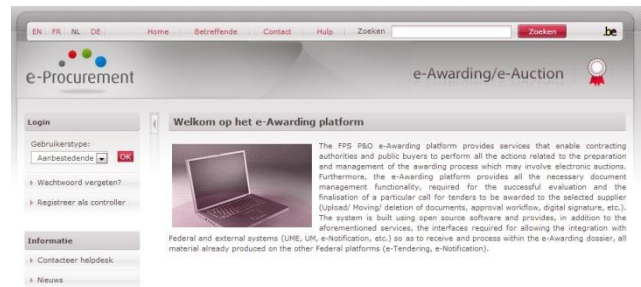 EN FR NL DE Home Betreffende Contact Hulp Zoeken Zoeken .be
e-Procurement
e-Awarding/e-Auction
Login
Gebruikerstype:
Aanbestedende OK
Wachtwoord vergeten?
Registreer als controller
Informatie
Contacteer helpdesk
Nieuws
Welkom op het e-Awarding platform
The FPS P&O e-Awarding platform provides services that enable contracting
authorities and public buyers to perform all the actions related to the preparation
and management of the awarding process which may involve electronic auctions.
Furthermore, the e-Awarding platform provides all the necessary document
management functionality, required for the successful evaluation and the
finalisation of a particular call for tenders to be awarded to the selected supplier
(Upload/ Moving/ deletion of documents, approval workflow, digital signature, etc.).
The system is built using open source software and provides, in addition to the
aforementioned services, the interfaces required for allowing the integration with
Federal and external systems (UME, UM, e-Notification, etc.) so as to receive and process within the e-Awarding dossier, all
material already produced on the other Federal platforms (e-Tendering, e-Notification).